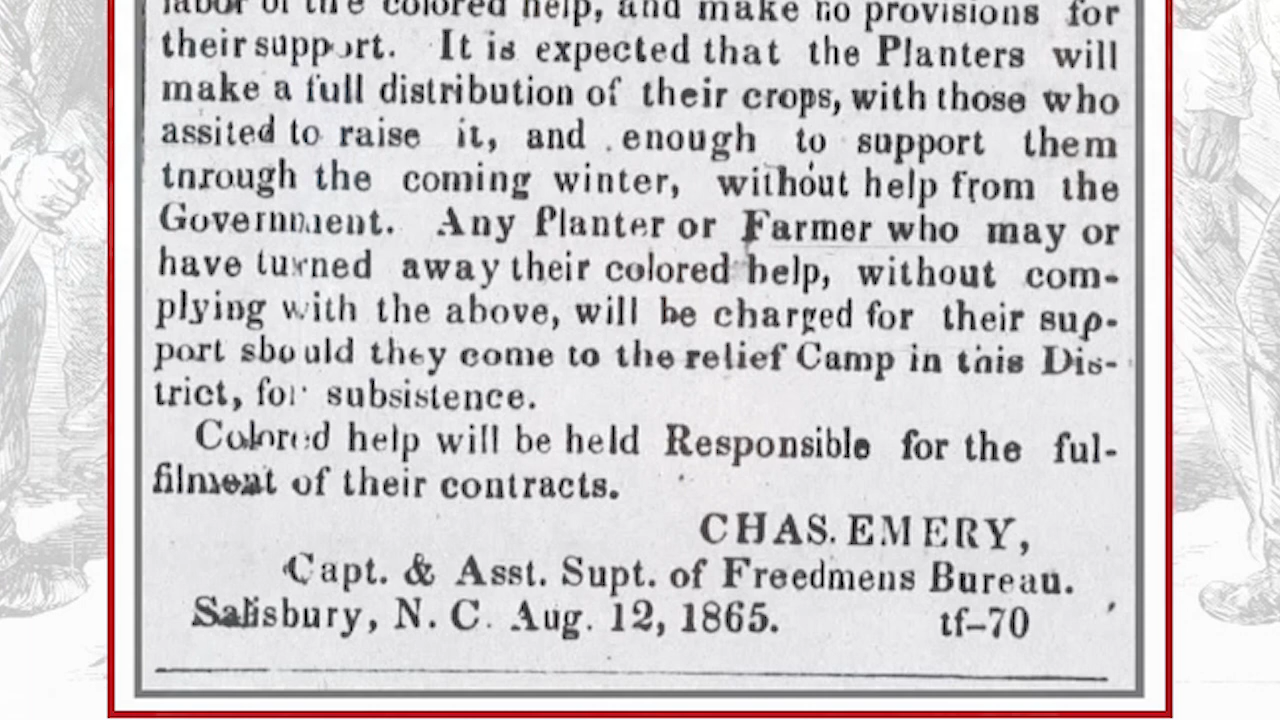 labor of the colored help, and make no provisions for
their support. It is expected that the Planters will
make a full distribution of their crops, with those who
assited to raise it, and enough to support them
through the coming winter, without help from the
Government. Any Planter or Farmer who may or
have turned away their colored help, without com-
plying with the above, will be charged for their sup-
port should they come to the relief Camp in this Dis-
trict, for subsistence.
Colored help will be held Responsible for the ful-
filment of their contracts.
CHAS. EMERY,
Capt. & Asst. Supt. of Freedmens Bureau.
Salisbury, N. C. Aug. 12, 1865. tf–70